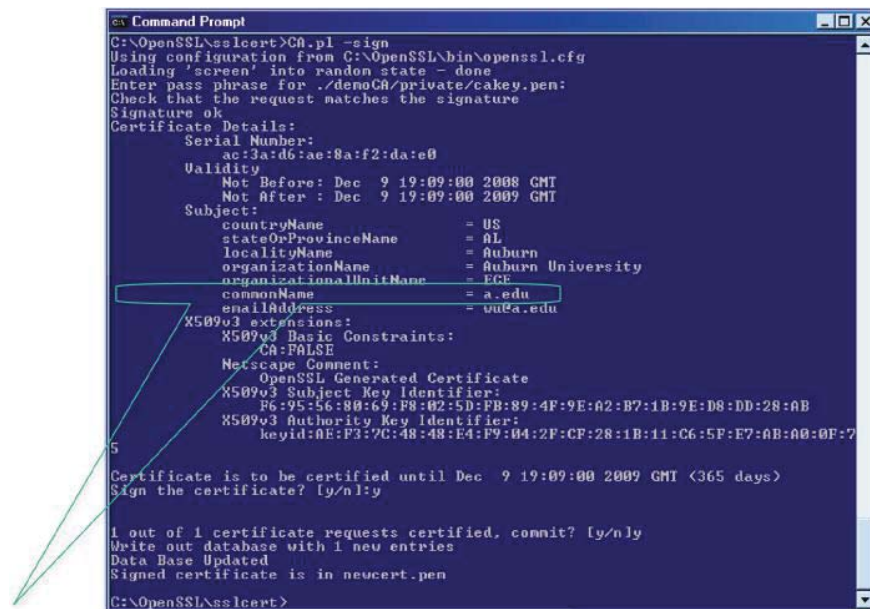 Command Prompt
C:\OpenSSL\sslcert>CA.pl -sign
Using configuration from C:\OpenSSL\bin\openssl.cfg
Loading 'screen' into random state - done
Enter pass phrase for ./demoCA/private/cakey.pem:
Check that the request matches the signature
Signature ok
Certificate Details:
Serial Number:
ac:3a:d6:ae:8a:f2:da:e0
Validity
Not Before: Dec 9 19:09:00 2008 GMT
Not After : Dec 9 19:09:00 2009 GMT
Subject:
countryName = US
stateOrProvinceName = AL
localityName = Auburn
organizationName = Auburn University
organizationalUnitName = ECE
commonName = a.edu
emailAddress = wu@a.edu
X509v3 extensions:
X509v3 Basic Constraints:
CA:FALSE
Netscape Comment:
OpenSSL Generated Certificate
X509v3 Subject Key Identifier:
F6:95:56:80:69:F8:02:5D:FB:89:4F:9E:A2:B7:1B:9E:D8:DD:28:AB
X509v3 Authority Key Identifier:
keyid:AE:F3:7C:48:48:E4:F9:04:2F:CF:28:1B:11:C6:5F:E7:AB:A0:0F:7
5
Certificate is to be certified until Dec 9 19:09:00 2009 GMT (365 days)
Sign the certificate? [y/n]:y
1 out of 1 certificate requests certified, commit? [y/n]y
Write out database with 1 new entries
Data Base Updated
Signed certificate is in newcert.pem
C:\OpenSSL\sslcert>